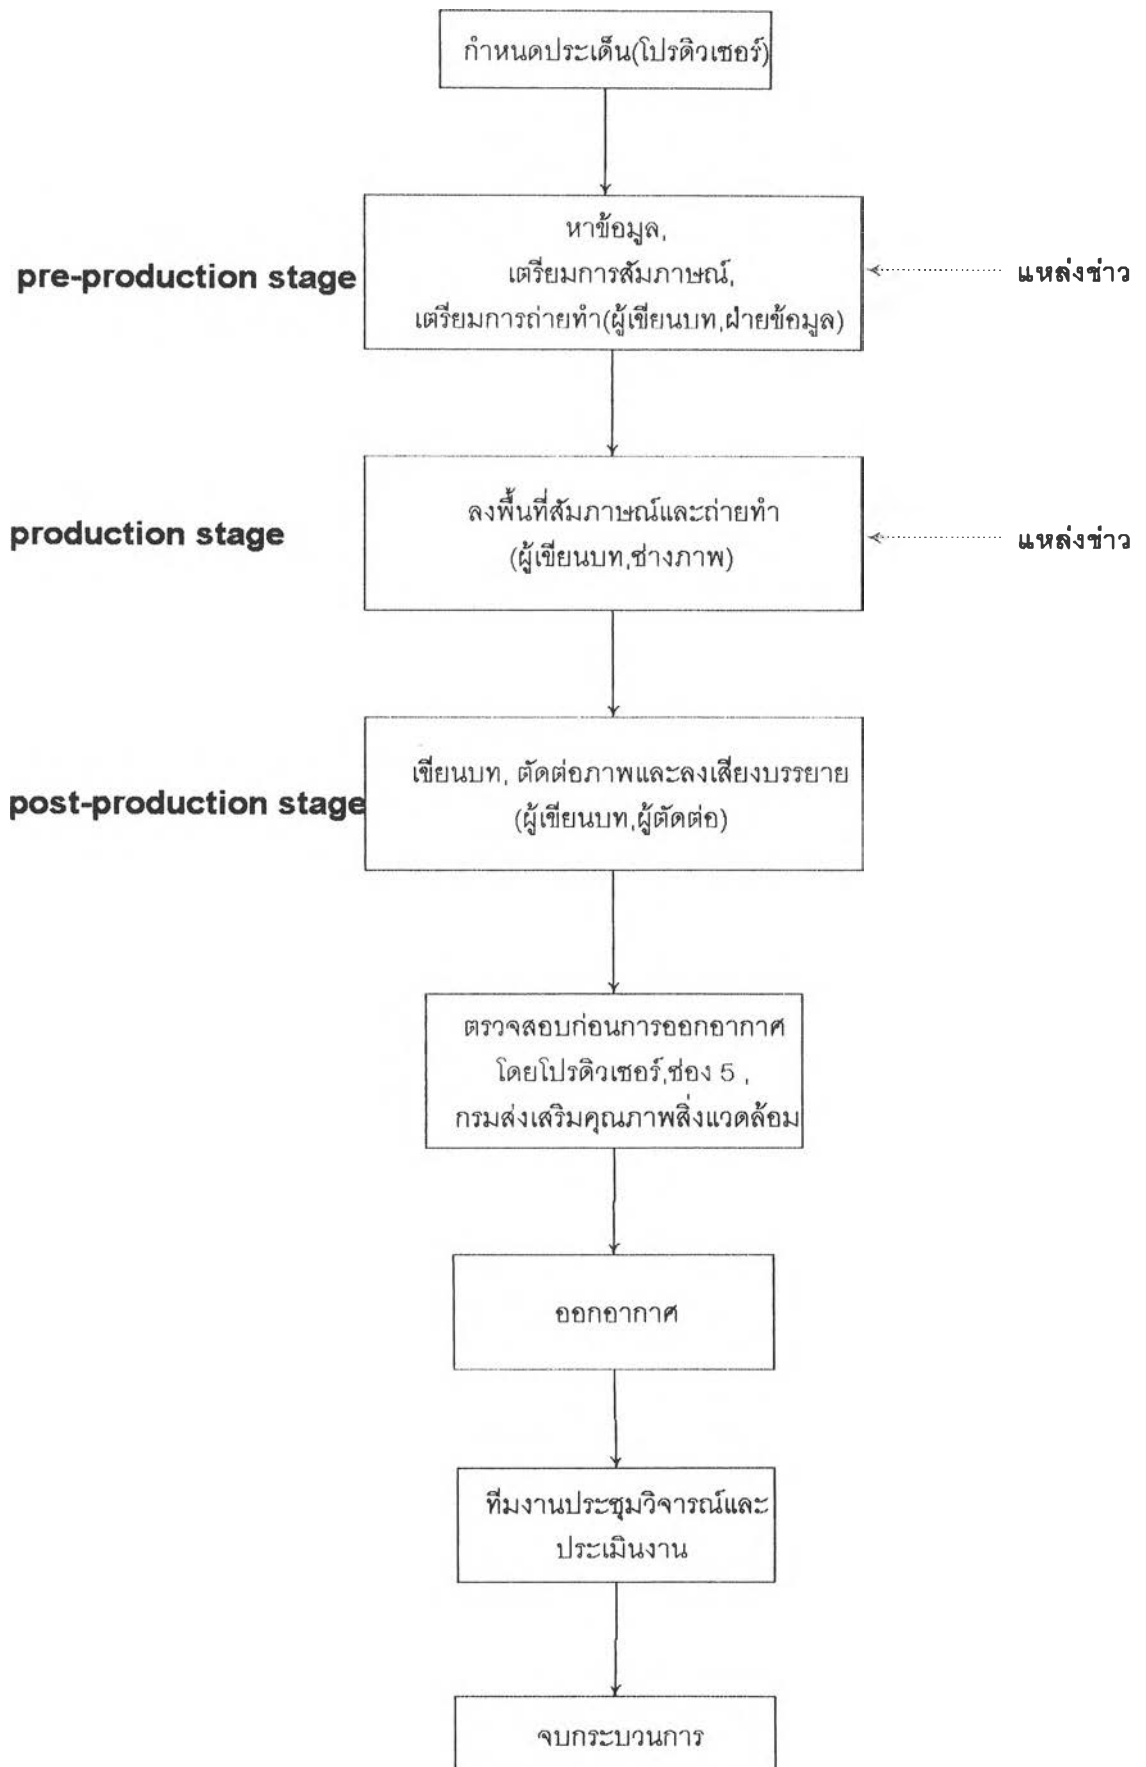 กำหนดประเด็น(โปรดิวเซอร์)
หาข้อมูล,
pre-production stage
เตรียมการสัมภาษณ์,
แหล่งข่าว
เตรียมการถ่ายทำ(ผู้เขียนบท,ฝ่ายข้อมูล)
ลงพื้นที่สัมภาษณ์และถ่ายทำ
production stage
แหล่งข่าว
(ผู้เขียนบท,ช่างภาพ)
เขียนบท, ตัดต่อภาพและลงเสียงบรรยาย
post-production stage
(ผู้เขียนบท,ผู้ตัดต่อ)
ตรวจสอบก่อนการออกอากาศ
โดยโปรดิวเซอร์,ช่อง 5 ,
กรมส่งเสริมคุณภาพสิ่งแวดล้อม
ออกอากาศ
ทีมงานประชุมวิจารณ์และ
ประเมินงาน
จบกระบวนการ